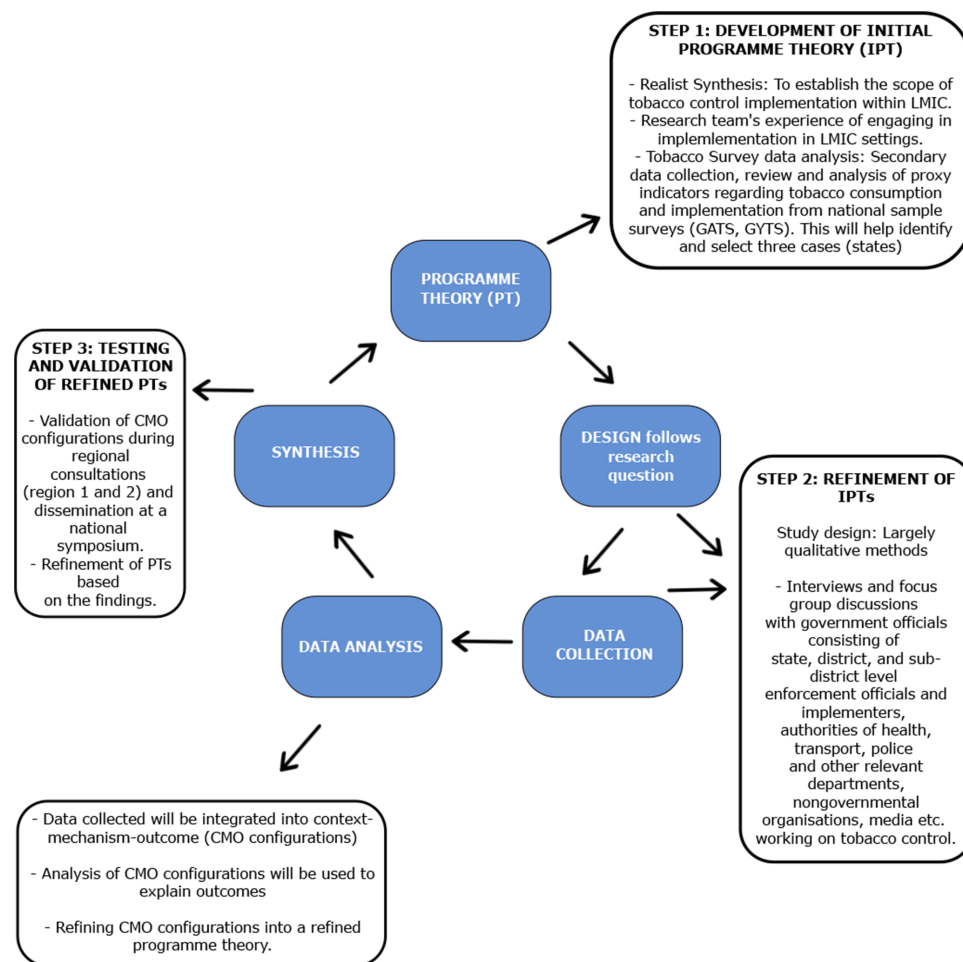 STEP 1: DEVELOPMENT OF INITIAL
PROGRAMME THEORY (IPT)
- Realist Synthesis: To establish the scope of
tobacco control implementation within LMIC.
- Research team's experience of engaging in
implemlementation in LMIC settings.
- Tobacco Survey data analysis: Secondary
data collection, review and analysis of proxy
indicators regarding tobacco consumption
and implementation from national sample
surveys (GATS, GYTS). This will help identify
and select three cases (states)
PROGRAMME
THEORY (PT)
STEP 3: TESTING
AND VALIDATION
OF REFINED PTs
- Validation of CMO
configurations during
regional
consultations
(region 1 and 2) and
dissemination at a
national
symposium.
- Refinement of PTs
based
on the findings.
SYNTHESIS
DESIGN follows
research
question
STEP 2: REFINEMENT OF
IPTs
Study design: Largely
qualitative methods
- Interviews and focus
group discussions
with government officials
consisting of
state, district, and sub-
district level
enforcement officials and
implementers,
authorities of health,
transport, police
and other relevant
departments,
nongovernmental
organisations, media etc.
working on tobacco control.
DATA ANALYSIS
DATA
COLLECTION
- Data collected will be integrated into context-
mechanism-outcome (CMO configurations)
- Analysis of CMO configurations will be used to
explain outcomes
- Refining CMO configurations into a refined
programme theory.